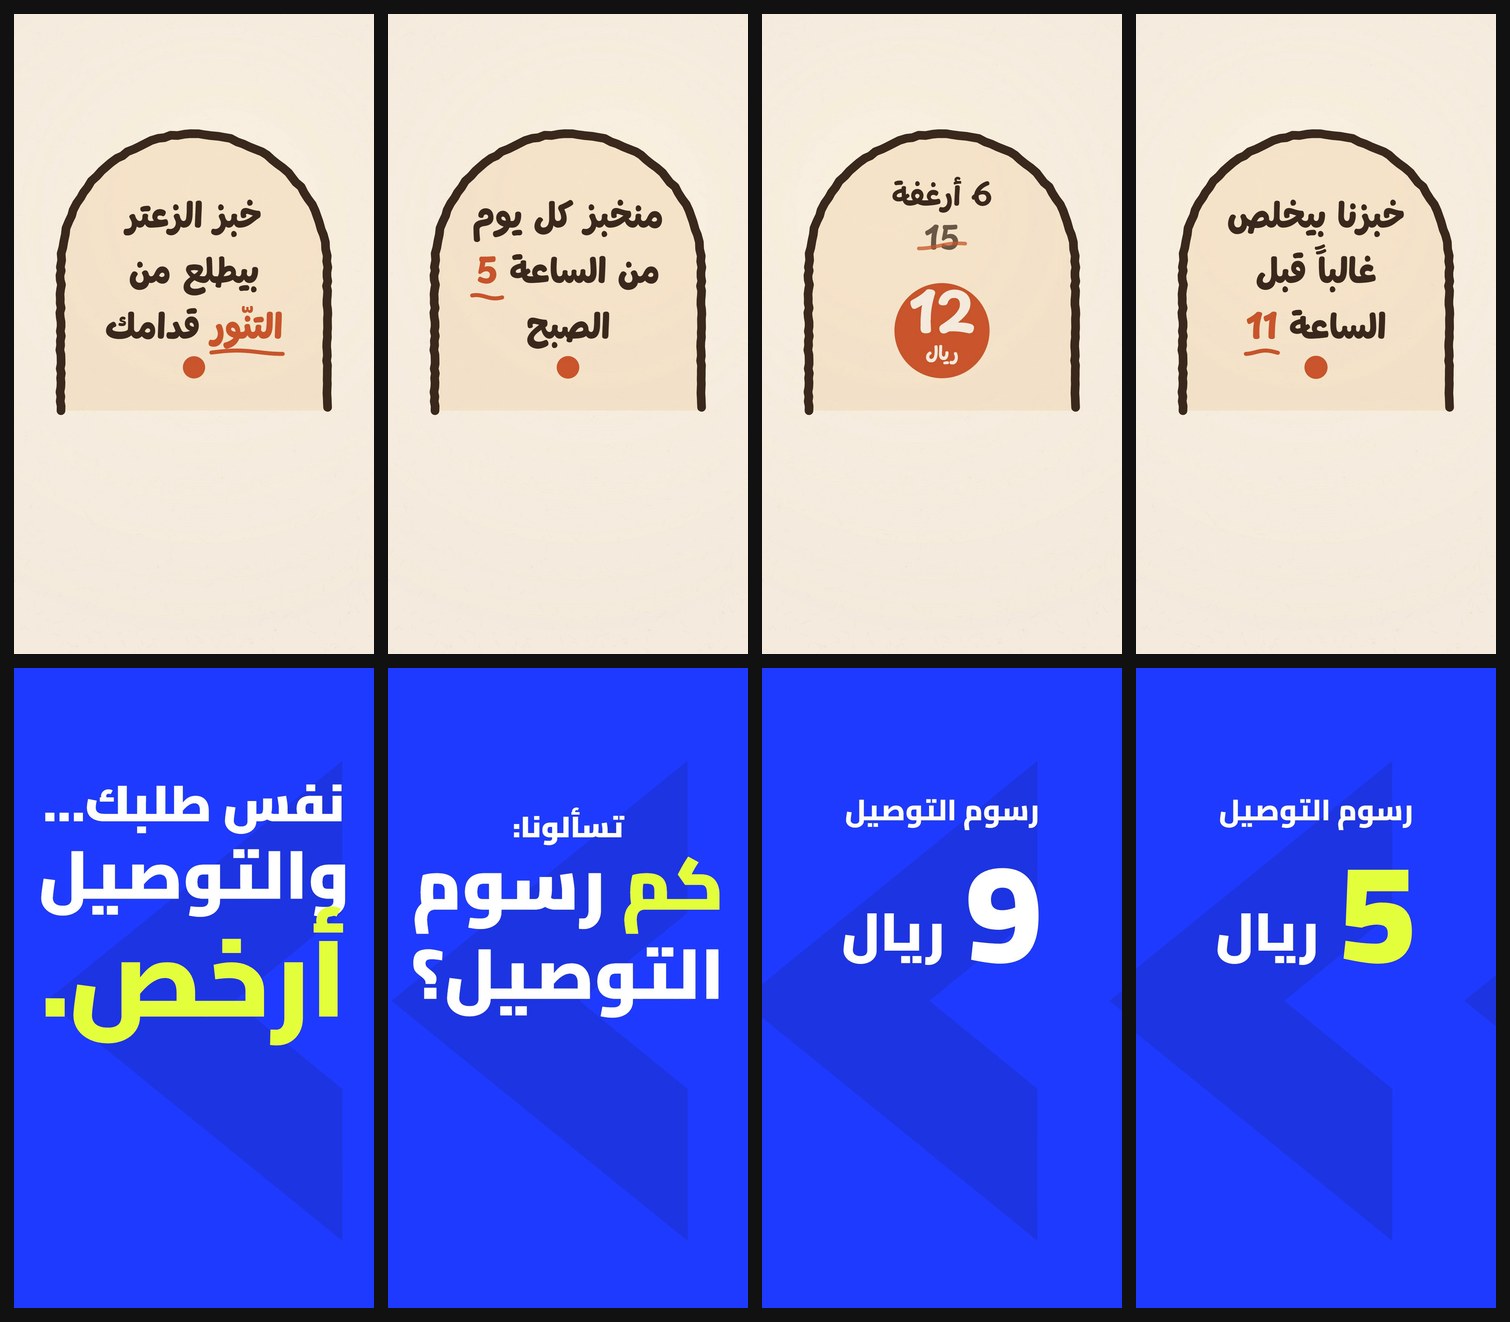 خبز الزعتر
بيطلع من
التنّور قدامك
منخبز كل يوم
من الساعة 5
الصبح
6 أرغفة
15
12
ريال
خبزنا بيخلص
غالباً قبل
الساعة 11
نفس طلبك...
والتوصيل
أرخص.
تسألونا:
كم رسوم
التوصيل؟
رسوم التوصيل
9 ريال
رسوم التوصيل
5 ريال